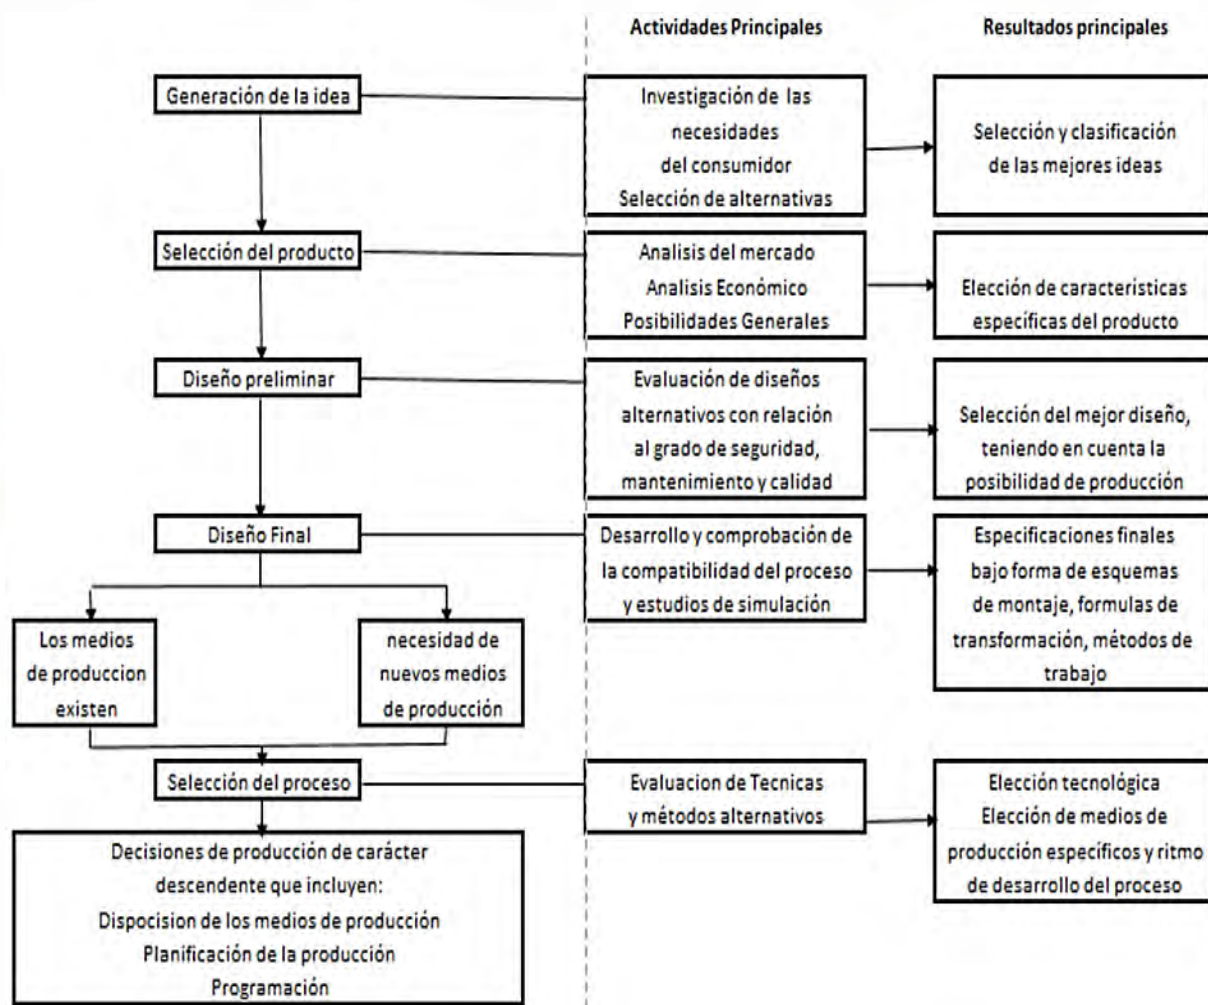 Actividades Principales
Resultados principales
Generación de la idea
Investigación de las
necesidades
del consumidor
Selección de alternativas
Selección y clasificación
de las mejores ideas
Selección del producto
Analisis del mercado
Analisis Económico
Posibilidades Generales
Elección de características
específicas del producto
Diseño preliminar
Evaluación de diseños
alternativos con relación
al grado de seguridad,
mantenimiento y calidad
Selección del mejor diseño,
teniendo en cuenta la
posibilidad de producción
Diseño Final
Desarrollo y comprobación de
la compatibilidad del proceso
y estudios de simulación
Especificaciones finales
bajo forma de esquemas
de montaje, formulas de
transformación, métodos de
trabajo
Los medios
de produccion
existen
necesidad de
nuevos medios
de producción
Selección del proceso
Evaluacion de Tecnicas
y métodos alternativos
Elección tecnológica
Elección de medios de
producción específicos y ritmo
de desarrollo del proceso
Decisiones de producción de carácter
descendente que incluyen:
Dispocision de los medios de producción
Planificación de la producción
Programación